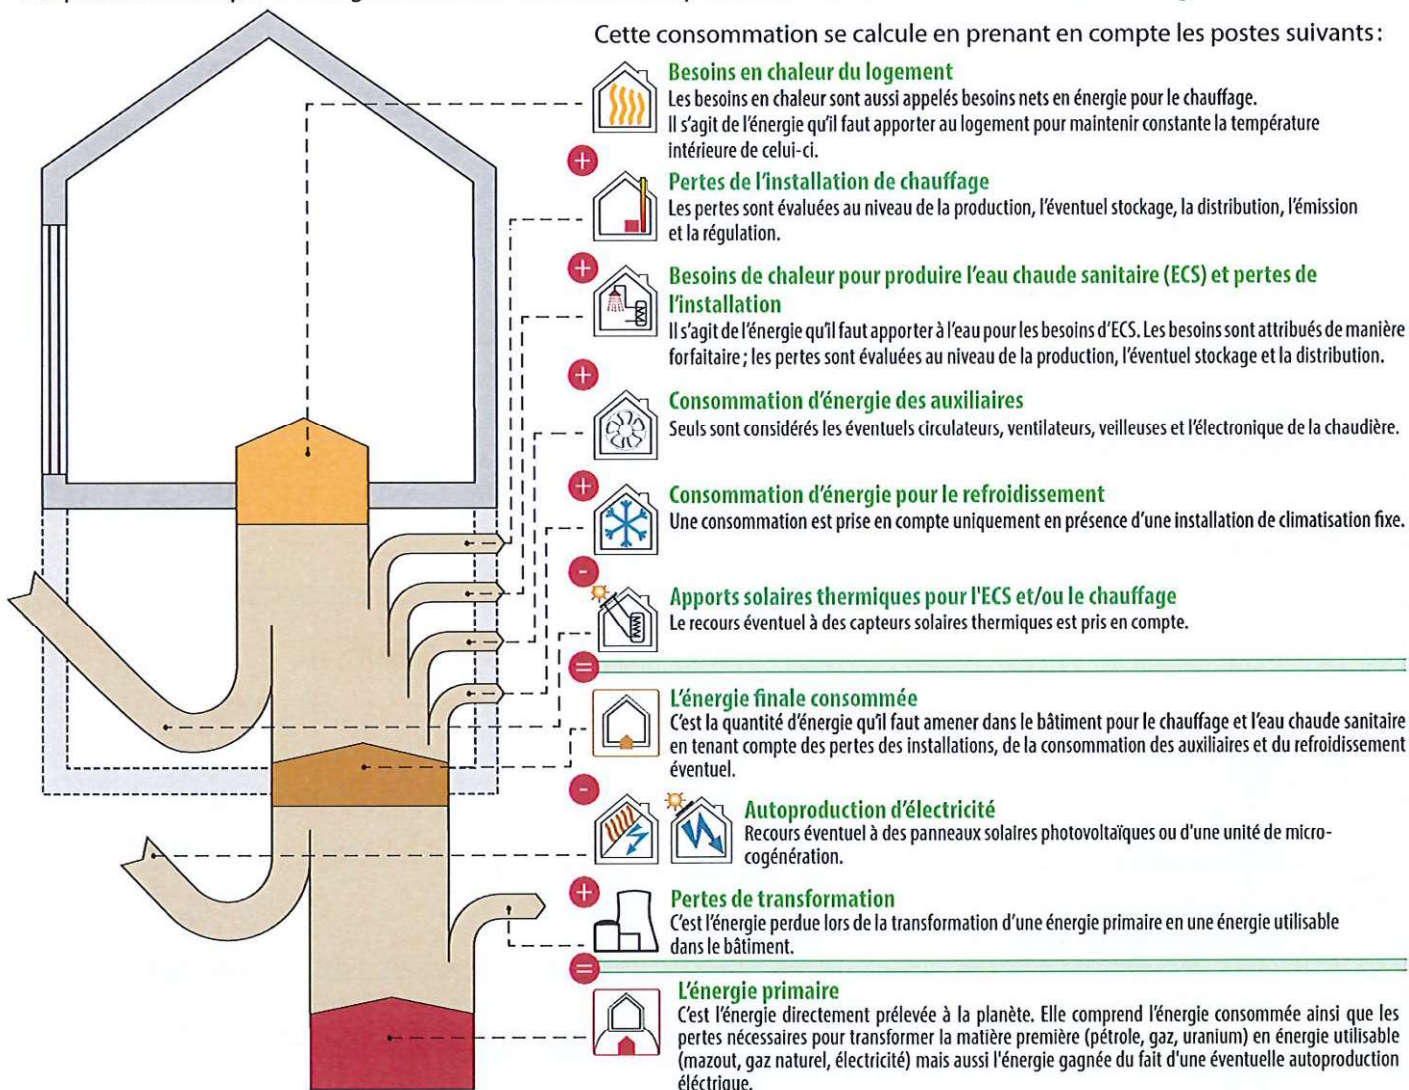 Cette consommation se calcule en prenant en compte les postes suivants :
Besoins en chaleur du logement
Les besoins en chaleur sont aussi appelés besoins nets en énergie pour le chauffage.
Il s'agit de l'énergie qu'il faut apporter au logement pour maintenir constante la température
intérieure de celui-ci.
+
Pertes de l'installation de chauffage
Les pertes sont évaluées au niveau de la production, l'éventuel stockage, la distribution, l'émission
et la régulation.
+
Besoins de chaleur pour produire l'eau chaude sanitaire (ECS) et pertes de
l'installation
Il s'agit de l'énergie qu'il faut apporter à l'eau pour les besoins d'ECS. Les besoins sont attribués de manière
forfaitaire ; les pertes sont évaluées au niveau de la production, l'éventuel stockage et la distribution.
+
Consommation d'énergie des auxiliaires
Seuls sont considérés les éventuels circulateurs, ventilateurs, veilleuses et l'électronique de la chaudière.
+
Consommation d'énergie pour le refroidissement
Une consommation est prise en compte uniquement en présence d'une installation de climatisation fixe.
-
Apports solaires thermiques pour l'ECS et/ou le chauffage
Le recours éventuel à des capteurs solaires thermiques est pris en compte.
=
L'énergie finale consommée
C'est la quantité d'énergie qu'il faut amener dans le bâtiment pour le chauffage et l'eau chaude sanitaire
en tenant compte des pertes des installations, de la consommation des auxiliaires et du refroidissement
éventuel.
-
Autoproduction d'électricité
Recours éventuel à des panneaux solaires photovoltaïques ou d'une unité de micro-
cogénération.
+
Pertes de transformation
C'est l'énergie perdue lors de la transformation d'une énergie primaire en une énergie utilisable
dans le bâtiment.
=
L'énergie primaire
C'est l'énergie directement prélevée à la planète. Elle comprend l'énergie consommée ainsi que les
pertes nécessaires pour transformer la matière première (pétrole, gaz, uranium) en énergie utilisable
(mazout, gaz naturel, électricité) mais aussi l'énergie gagnée du fait d'une éventuelle autoproduction
éléctrique.